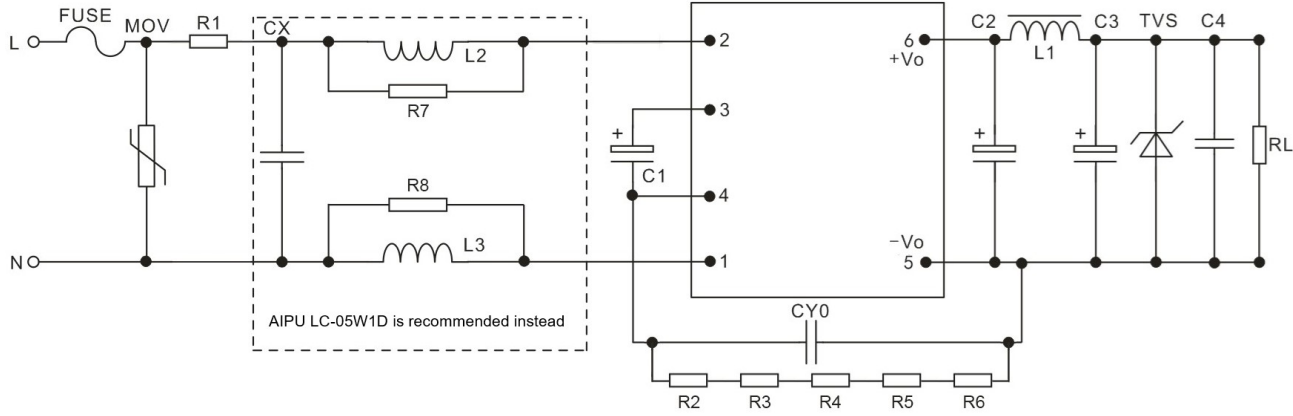 FUSE MOV R1 CX
L
L2
R7
2
3
+
C1
4
R8
L3
N
1
AIPU LC-05W1D is recommended instead
6
+Vo
C2 L1 C3 TVS C4
+ +
RL
−Vo
5
CY0
R2 R3 R4 R5 R6